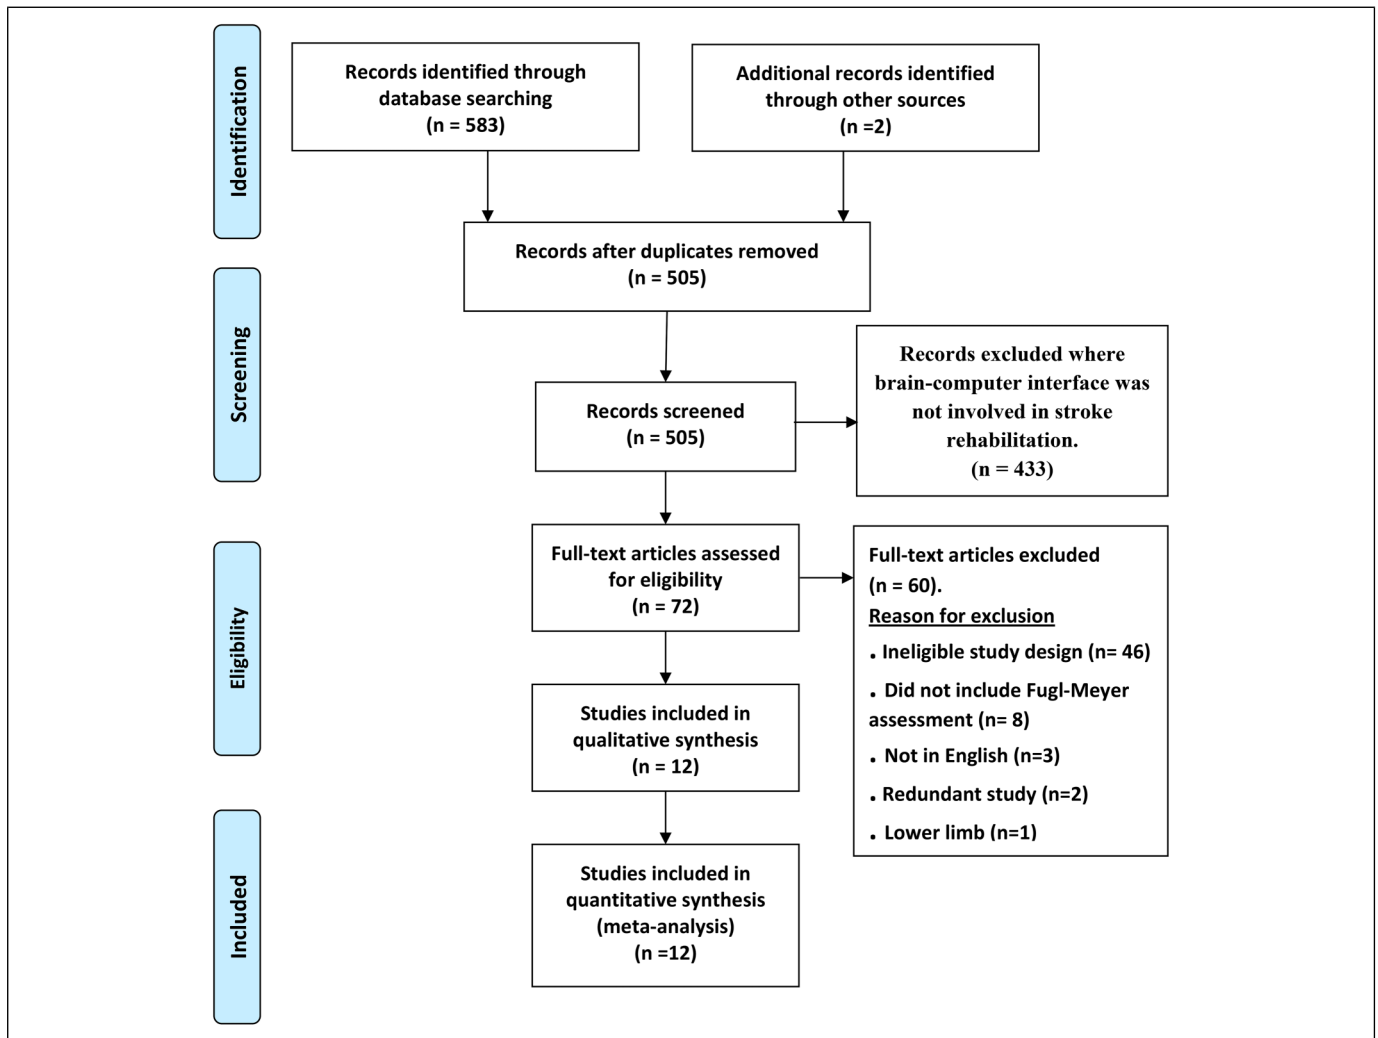 Identification
Records identified through
database searching
(n = 583)
Additional records identified
through other sources
(n =2)
Records after duplicates removed
(n = 505)
Screening
Records screened
(n = 505)
Records excluded where
brain-computer interface was
not involved in stroke
rehabilitation.
(n = 433)
Eligibility
Full-text articles assessed
for eligibility
(n = 72)
Full-text articles excluded
(n = 60).
Reason for exclusion
. Ineligible study design (n= 46)
. Did not include Fugl-Meyer
assessment (n= 8)
. Not in English (n=3)
. Redundant study (n=2)
. Lower limb (n=1)
Studies included in
qualitative synthesis
(n = 12)
Included
Studies included in
quantitative synthesis
(meta-analysis)
(n =12)